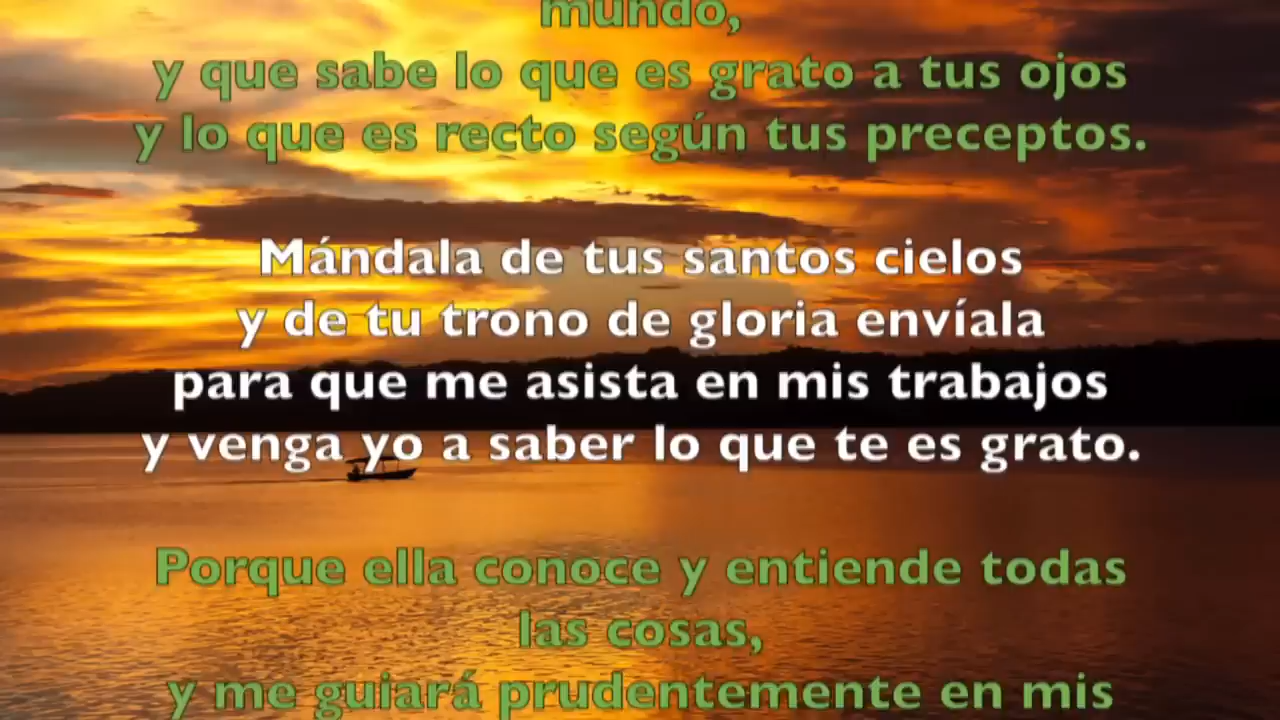 mundo,
y que sabe lo que es grato a tus ojos
y lo que es recto según tus preceptos.
Mándala de tus santos cielos
y de tu trono de gloria envíala
para que me asista en mis trabajos
y venga yo a saber lo que te es grato.
Porque ella conoce y entiende todas
las cosas,
y me guiará prudentemente en mis